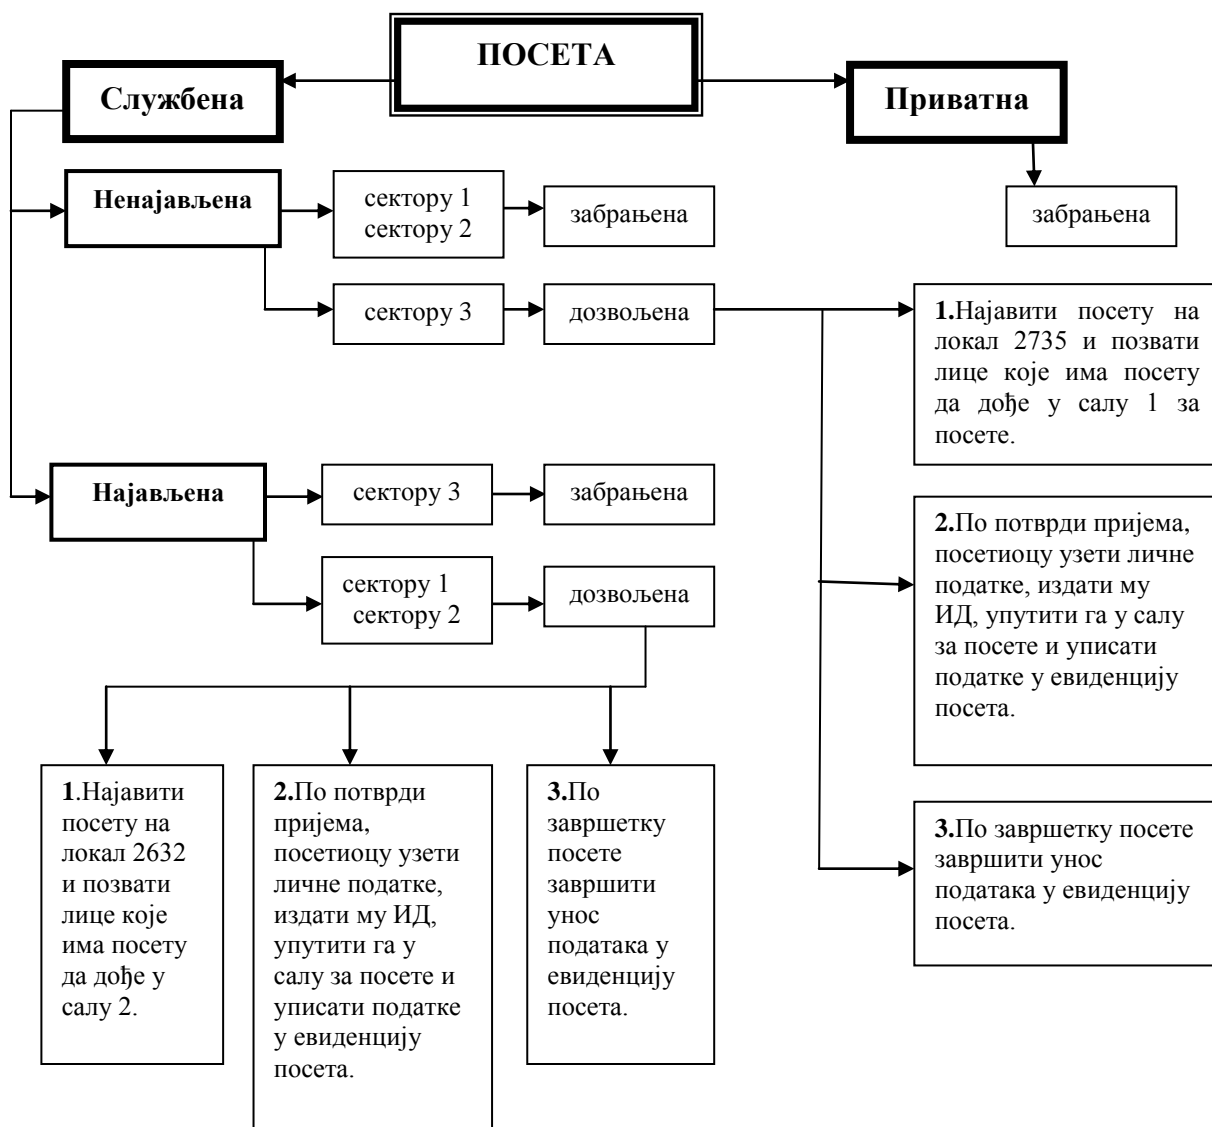 ПОСЕТА
Службена
Приватна
Ненајављена
сектору 1
сектору 2
забрањена
забрањена
сектору 3
дозвољена
1.Најавити посету на
локал 2735 и позвати
лице које има посету
да дође у салу 1 за
посете.
Најављена
сектору 3
забрањена
2.По потврди пријема,
посетиоцу узети личне
податке, издати му
ИД, упутити га у салу
за посете и уписати
податке у евиденцију
посета.
сектору 1
сектору 2
дозвољена
1.Најавити
посету на
локал 2632
и позвати
лице које
има посету
да дође у
салу 2.
2.По потврди
пријема,
посетиоцу узети
личне податке,
издати му ИД,
упутити га у
салу за посете и
уписати податке
у евиденцију
посета.
3.По
завршетку
посете
завршити
унос
података у
евиденцију
посета.
3.По завршетку посете
завршити унос
података у евиденцију
посета.